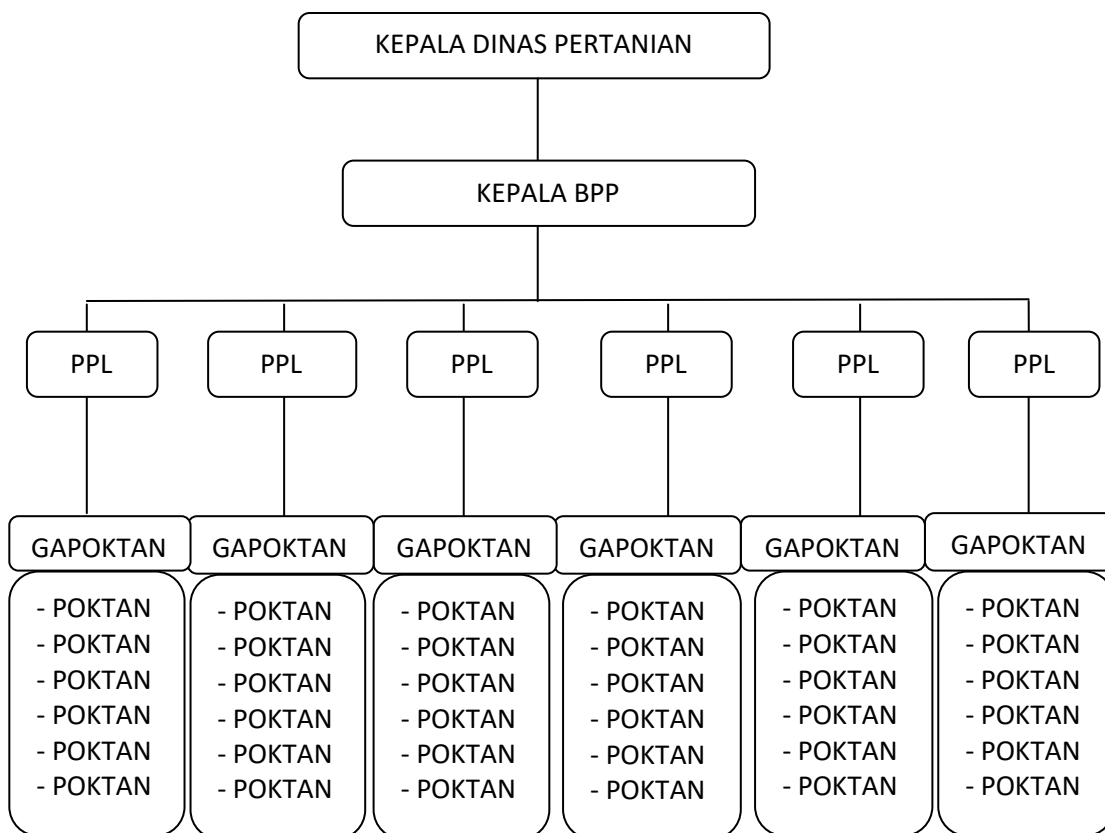 KEPALA DINAS PERTANIAN
KEPALA BPP
PPL PPL PPL PPL PPL PPL
GAPOKTAN GAPOKTAN GAPOKTAN GAPOKTAN GAPOKTAN GAPOKTAN
- POKTAN - POKTAN - POKTAN - POKTAN - POKTAN - POKTAN
- POKTAN - POKTAN - POKTAN - POKTAN - POKTAN - POKTAN
- POKTAN - POKTAN - POKTAN - POKTAN - POKTAN - POKTAN
- POKTAN - POKTAN - POKTAN - POKTAN - POKTAN - POKTAN
- POKTAN - POKTAN - POKTAN - POKTAN - POKTAN - POKTAN
- POKTAN - POKTAN - POKTAN - POKTAN - POKTAN - POKTAN